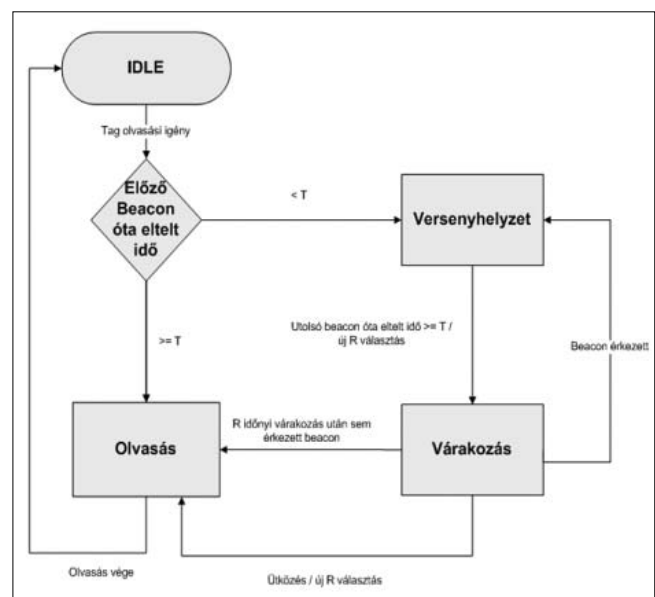 IDLE
Tag olvasási igény
Előző
Beacon
óta eltelt
idő
< T
Versenyhelyzet
>= T
Utolsó beacon óta eltelt idő >= T /
új R választás
Beacon érkezett
R időnyi várakozás után sem
érkezett beacon
Olvasás
Várakozás
Olvasás vége
Ütközés / új R választás